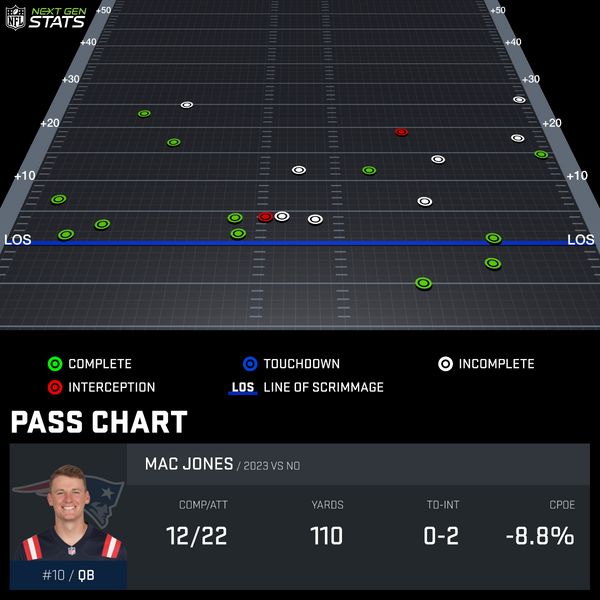 NFL NEXT GEN STATS
+50 +50
+40 +40
+30 +30
+20 +20
+10 +10
LOS LOS
COMPLETE TOUCHDOWN INCOMPLETE
INTERCEPTION LOS LINE OF SCRIMMAGE
PASS CHART
MAC JONES / 2023 VS NO
COMP/ATT YARDS TD-INT CPOE
12/22 110 0-2 -8.8%
#10 / QB